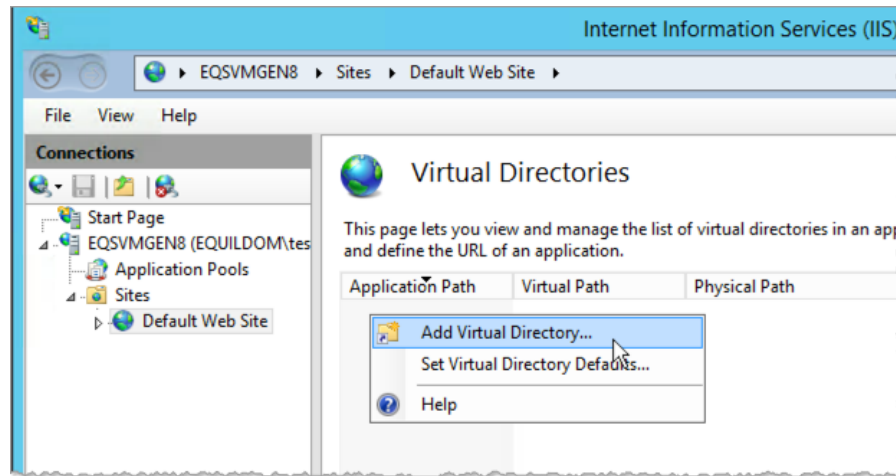 Internet Information Services (IIS)
EQSVMGEN8 Sites Default Web Site
File View Help
Connections
Start Page
EQSVMGEN8 (EQUILDOM\tes
Application Pools
Sites
Default Web Site
Virtual Directories
This page lets you view and manage the list of virtual directories in an app
and define the URL of an application.
Application Path Virtual Path Physical Path
Add Virtual Directory...
Set Virtual Directory Defaults...
Help